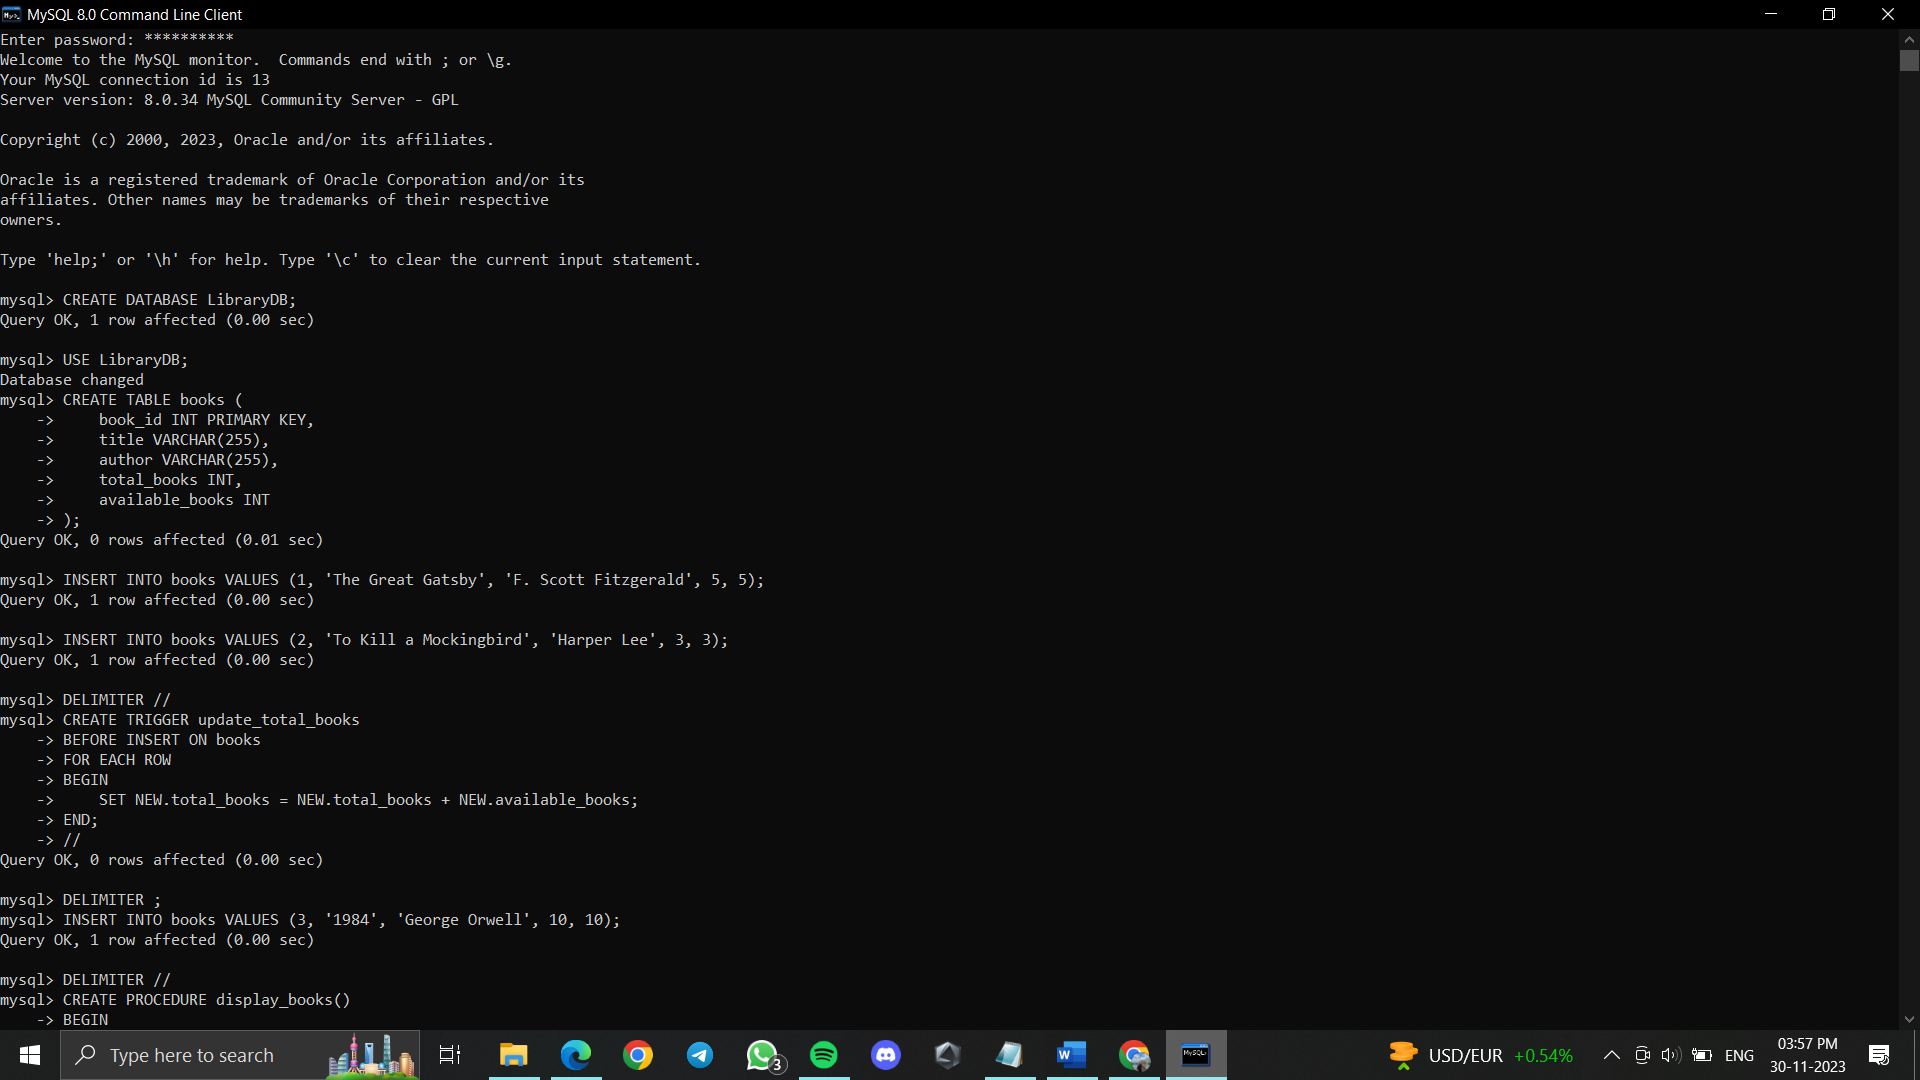 MySQL 8.0 Command Line Client
Enter password: **********
Welcome to the MySQL monitor.  Commands end with ; or \g.
Your MySQL connection id is 13
Server version: 8.0.34 MySQL Community Server - GPL

Copyright (c) 2000, 2023, Oracle and/or its affiliates.

Oracle is a registered trademark of Oracle Corporation and/or its
affiliates. Other names may be trademarks of their respective
owners.

Type 'help;' or '\h' for help. Type '\c' to clear the current input statement.

mysql> CREATE DATABASE LibraryDB;
Query OK, 1 row affected (0.00 sec)

mysql> USE LibraryDB;
Database changed
mysql> CREATE TABLE books (
    ->     book_id INT PRIMARY KEY,
    ->     title VARCHAR(255),
    ->     author VARCHAR(255),
    ->     total_books INT,
    ->     available_books INT
    -> );
Query OK, 0 rows affected (0.01 sec)

mysql> INSERT INTO books VALUES (1, 'The Great Gatsby', 'F. Scott Fitzgerald', 5, 5);
Query OK, 1 row affected (0.00 sec)

mysql> INSERT INTO books VALUES (2, 'To Kill a Mockingbird', 'Harper Lee', 3, 3);
Query OK, 1 row affected (0.00 sec)

mysql> DELIMITER //
mysql> CREATE TRIGGER update_total_books
    -> BEFORE INSERT ON books
    -> FOR EACH ROW
    -> BEGIN
    ->     SET NEW.total_books = NEW.total_books + NEW.available_books;
    -> END;
    -> //
Query OK, 0 rows affected (0.00 sec)

mysql> DELIMITER ;
mysql> INSERT INTO books VALUES (3, '1984', 'George Orwell', 10, 10);
Query OK, 1 row affected (0.00 sec)

mysql> DELIMITER //
mysql> CREATE PROCEDURE display_books()
    -> BEGIN
Type here to search
3
MySQL
USD/EUR +0.54%
ENG
03:57 PM
30-11-2023